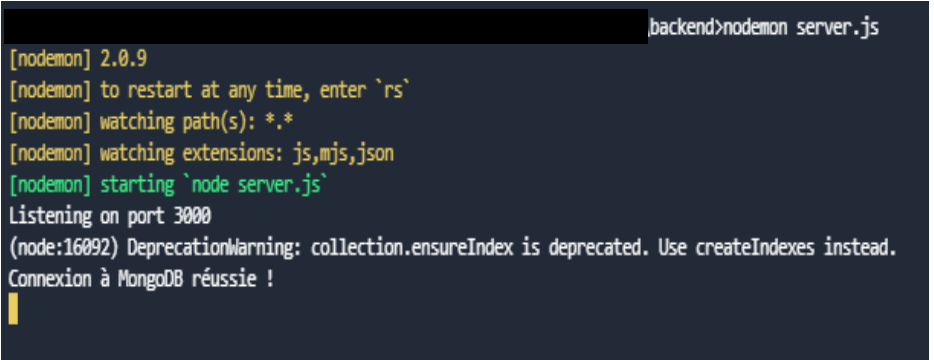 \backend>nodemon server.js
[nodemon] 2.0.9
[nodemon] to restart at any time, enter `rs`
[nodemon] watching path(s): *.*
[nodemon] watching extensions: js,mjs,json
[nodemon] starting `node server.js`
Listening on port 3000
(node:16092) DeprecationWarning: collection.ensureIndex is deprecated. Use createIndexes instead.
Connexion à MongoDB réussie !